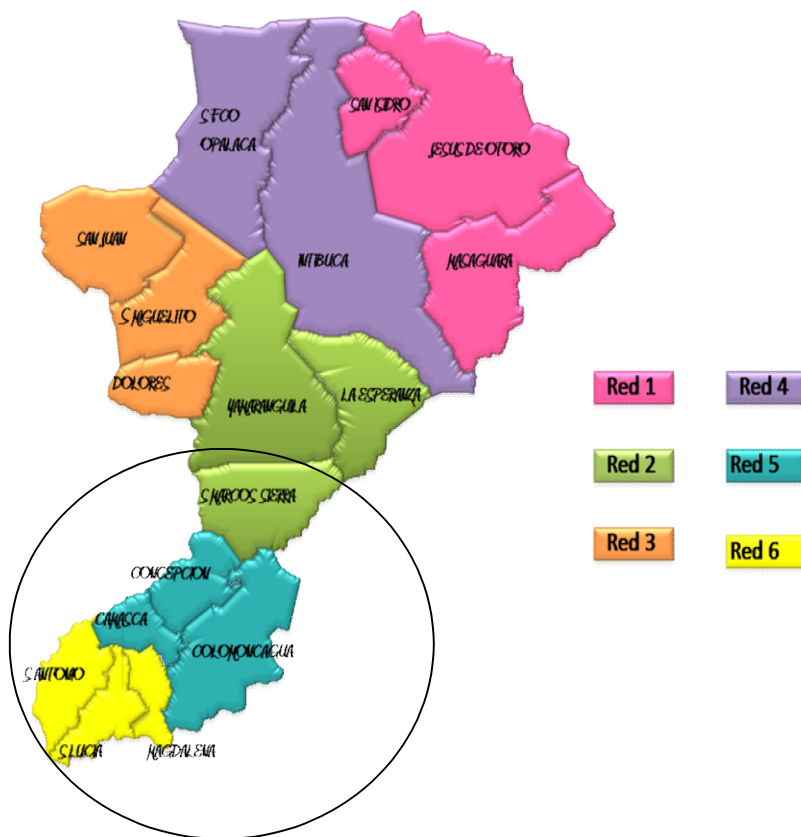 SAN ISIDRO
S FCO
OPALACA
JESUS DE OTORO
SAN JUAN
INTIBUCA
MASAGUARA
S MIGUELITO
DOLORES
YAMARANGUILA
LA ESPERANZA
Red 1
Red 4
Red 2
Red 5
S MARCOS SIERRA
Red 3
Red 6
CONCEPCION
CAMASCA
COLOMONCAGUA
S ANTONIO
S LUCIA
MAGDALENA